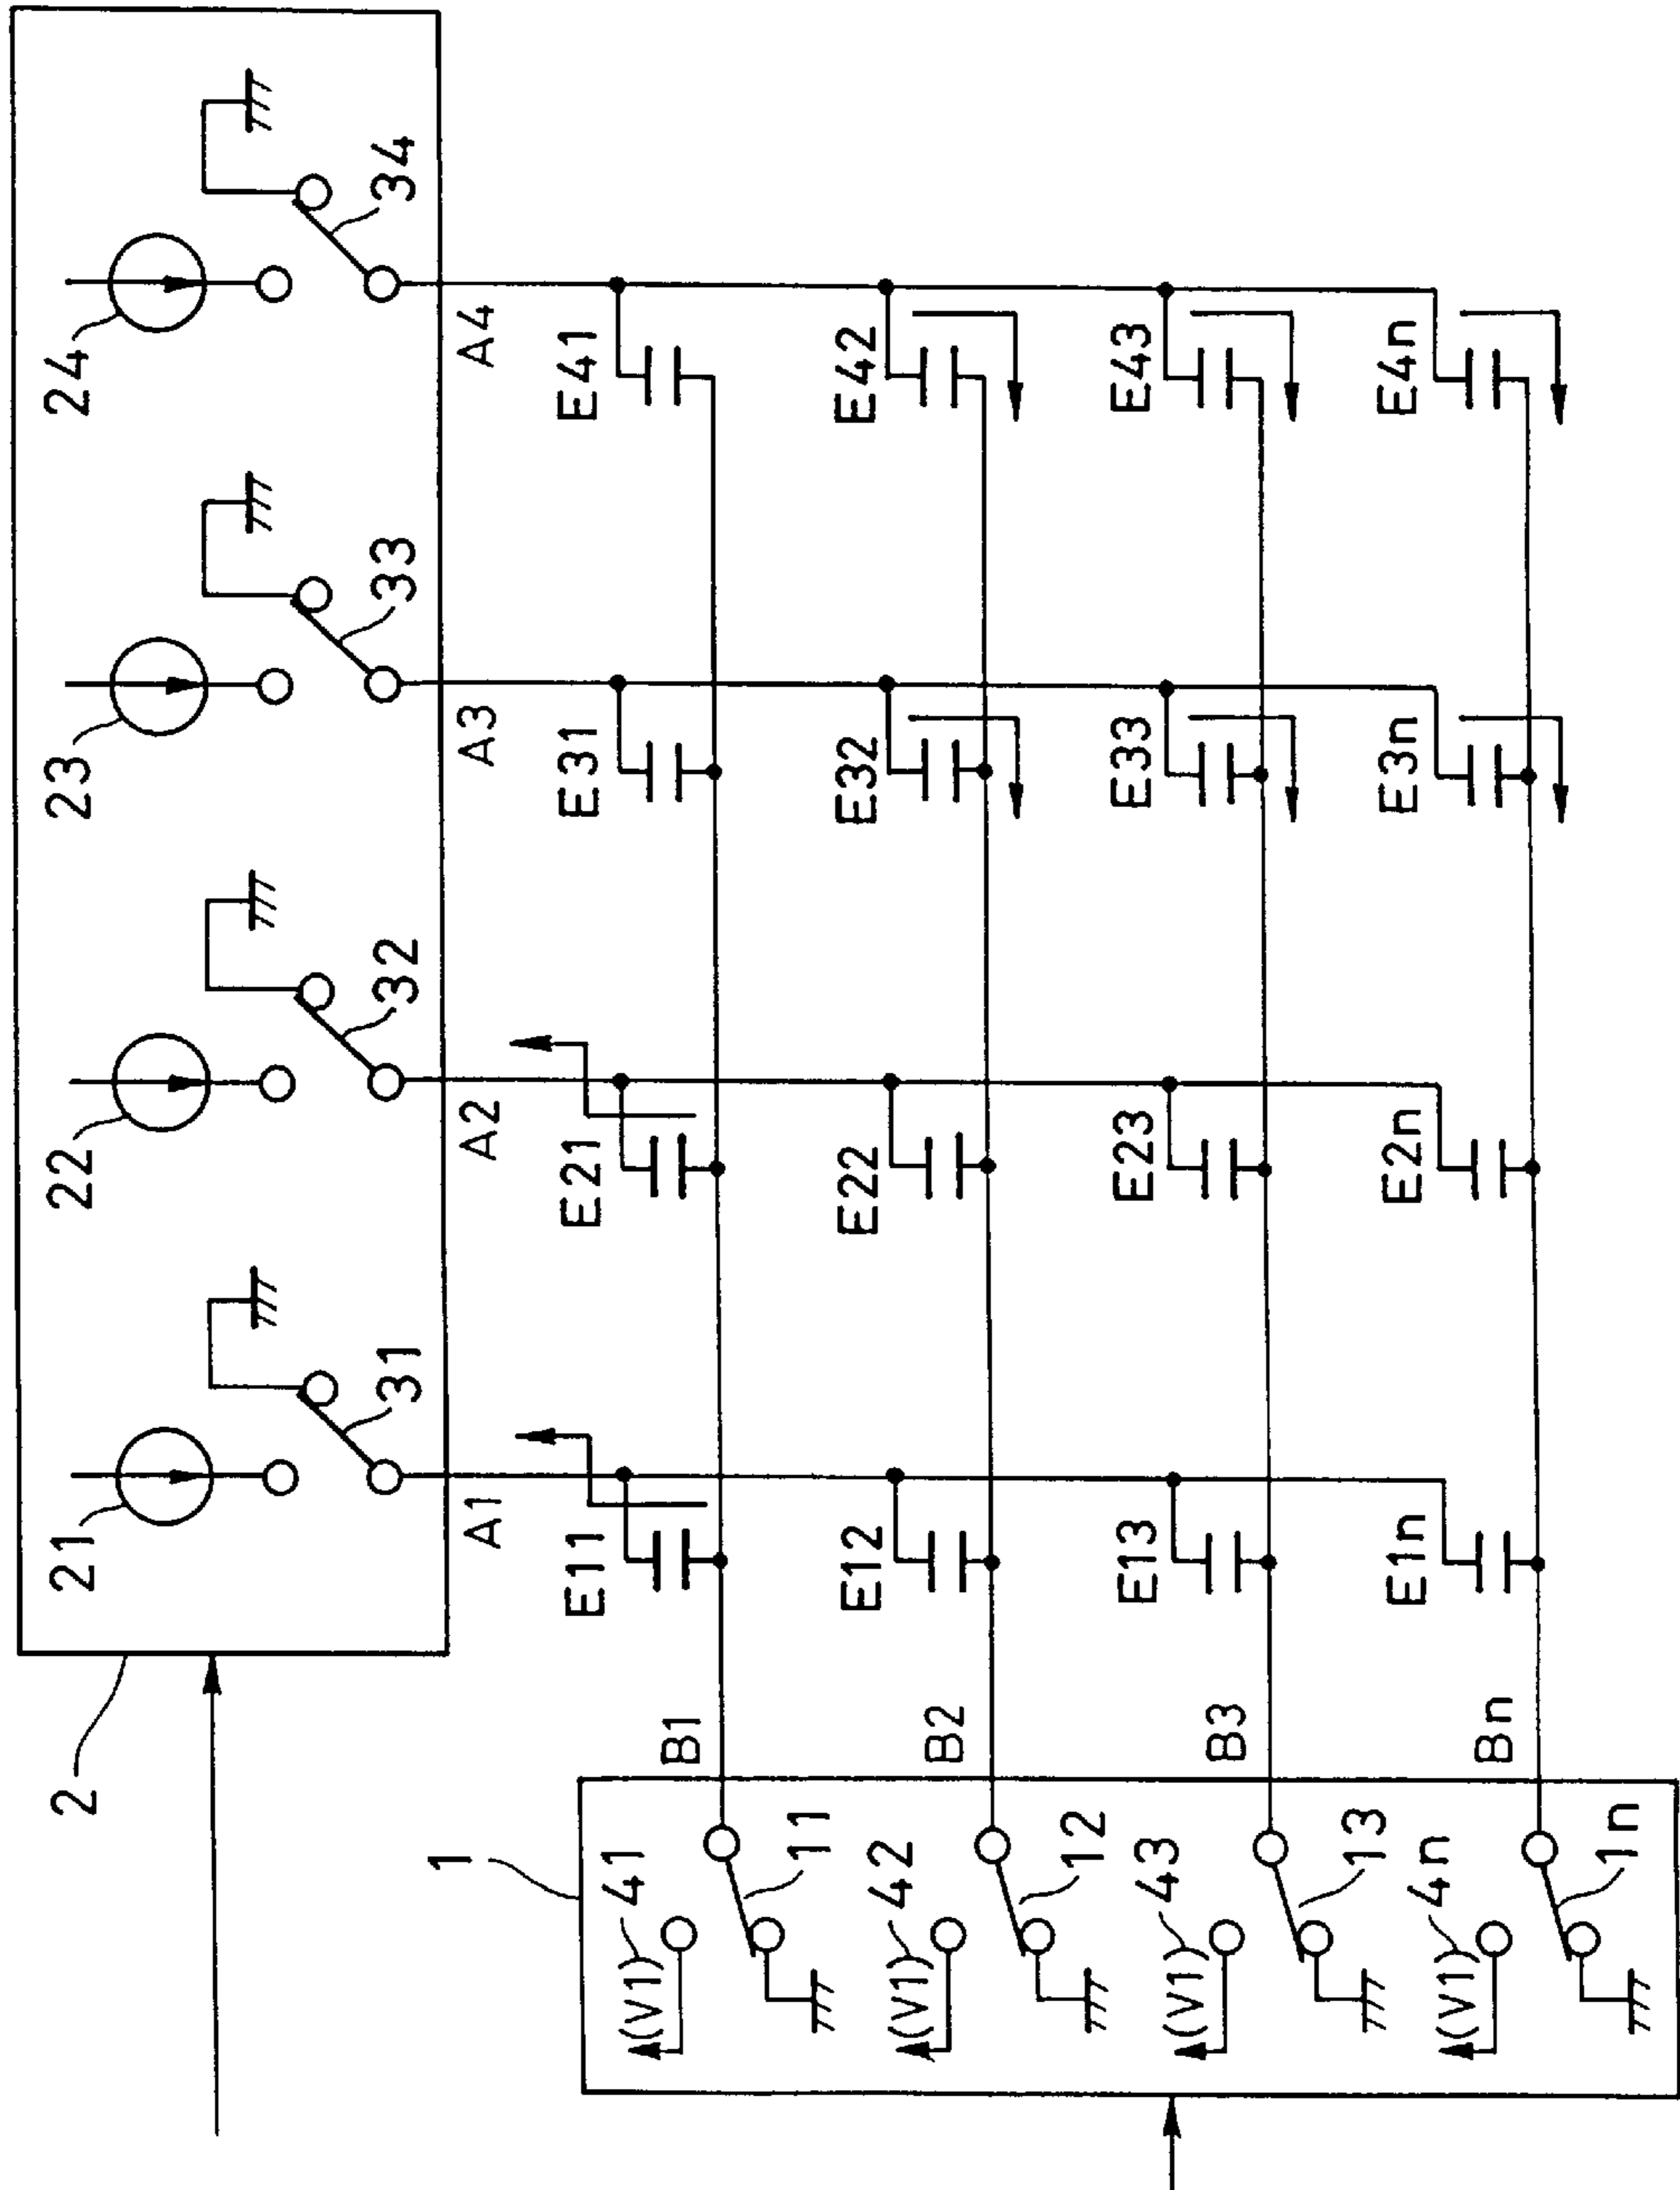 2
21
22
23
24
31
32
33
34
A1
A2
A3
A4
1
41
(V1)
11
B1
E11
E21
E31
E41
42
(V1)
12
B2
E12
E22
E32
E42
43
(V1)
13
B3
E13
E23
E33
E43
4n
(V1)
1n
Bn
E1n
E2n
E3n
E4n